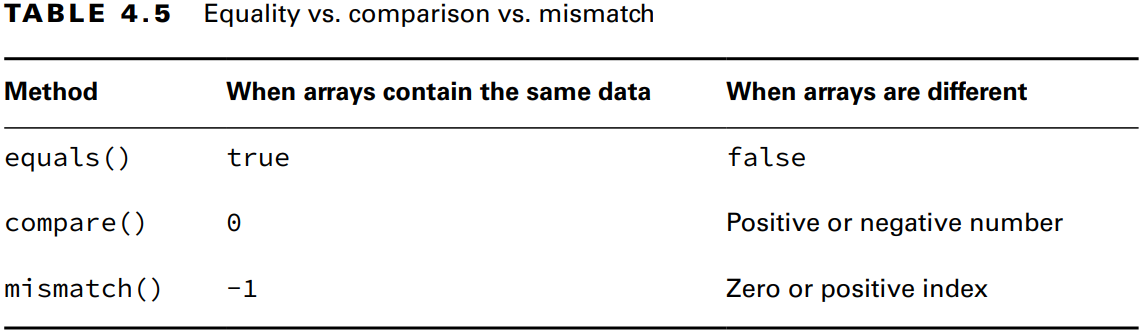 TABLE 4.5 Equality vs. comparison vs. mismatch
Method When arrays contain the same data When arrays are different
equals() true false
compare() 0 Positive or negative number
mismatch() -1 Zero or positive index